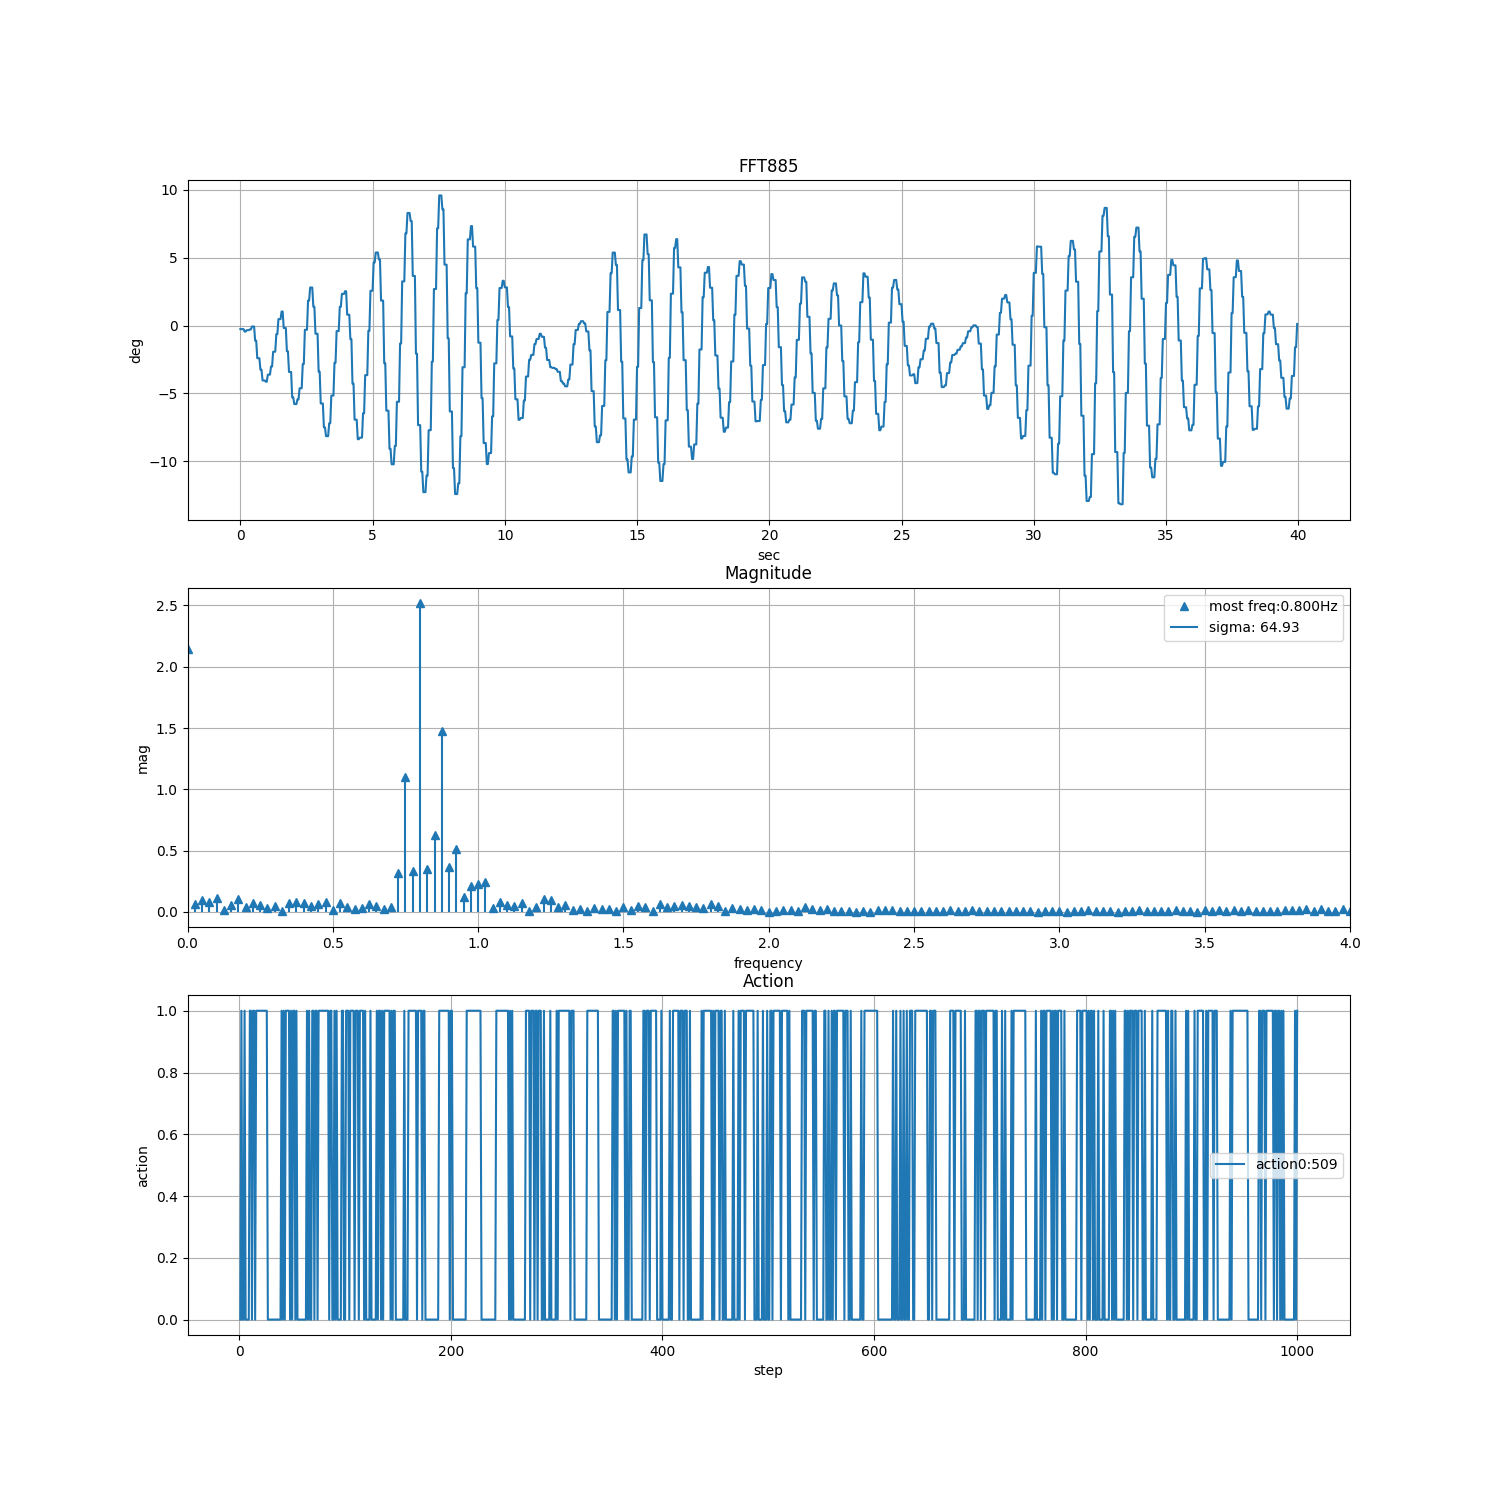 FFT885
10
5
0
−5
−10
deg
0 5 10 15 20 25 30 35 40
sec
Magnitude
2.5
2.0
1.5
1.0
0.5
0.0
mag
most freq:0.800Hz
sigma: 64.93
0.0 0.5 1.0 1.5 2.0 2.5 3.0 3.5 4.0
frequency
Action
1.0
0.8
0.6
0.4
0.2
0.0
action
action0:509
0 200 400 600 800 1000
step